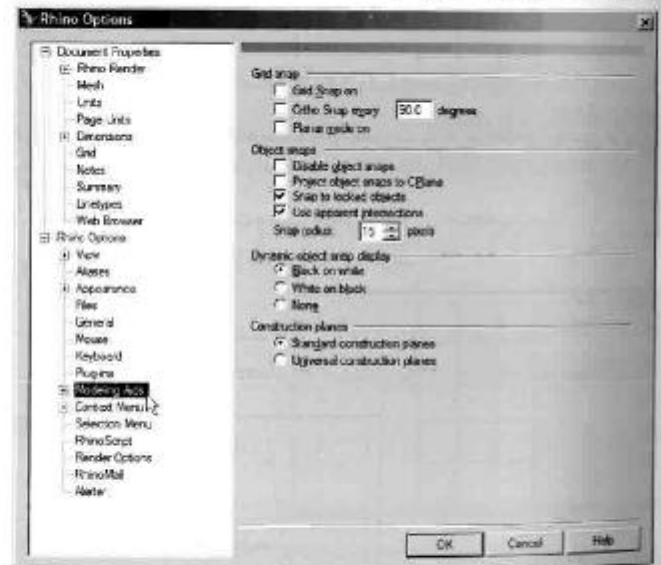 Rhino Options
Document Properties
Rhino Render
Mesh
Units
Page Units
Dimensions
Grid
Notes
Summary
Linetypes
Web Browser
Rhino Options
View
Aliases
Appearance
Files
General
Mouse
Keyboard
Plug-ins
Modeling Aids
Context Menu
Selection Menu
RhinoScript
Render Options
RhinoMail
Alerter
Grid snap
Grid Snap on
Ortho Snap every 90.0 degrees
Planar mode on
Object snaps
Disable object snaps
Project object snaps to CPlane
Snap to locked objects
Use apparent intersections
Snap radius: 15 pixels
Dynamic object snap display
Black on white
White on black
None
Construction planes
Standard construction planes
Universal construction planes
OK
Cancel
Help